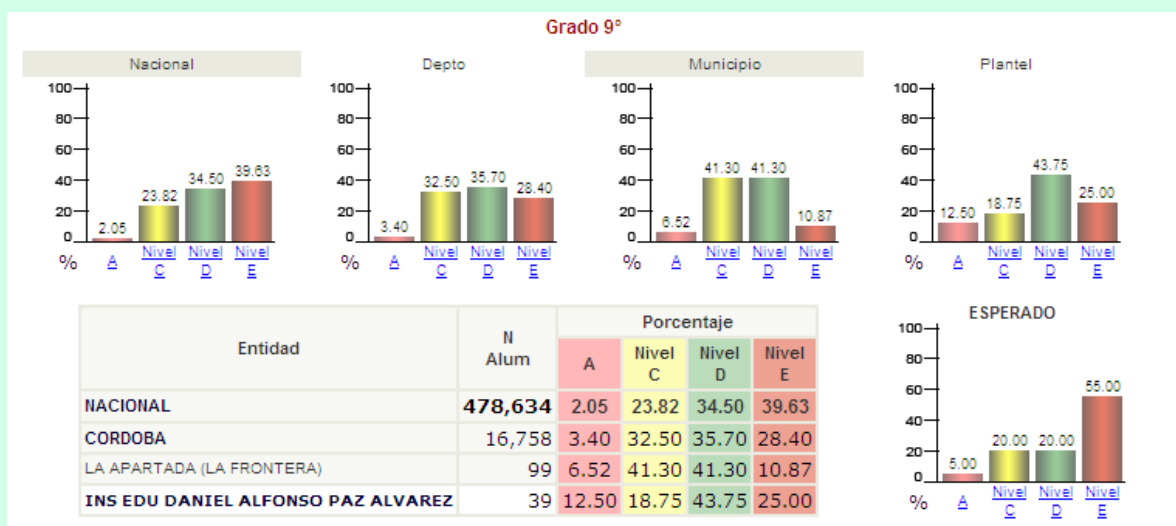 Grado 9°
Nacional Depto Municipio Plantel
100 100 100 100
80 80 80 80
60 60 60 60
40 40 40 40
20 20 20 20
0 0 0 0
2.05 23.82 34.50 39.63 3.40 32.50 35.70 28.40 6.52 41.30 41.30 10.87 12.50 18.75 43.75 25.00
% A Nivel C Nivel D Nivel E % A Nivel C Nivel D Nivel E % A Nivel C Nivel D Nivel E % A Nivel C Nivel D Nivel E
Entidad N Alum Porcentaje
A Nivel C Nivel D Nivel E
NACIONAL 478,634 2.05 23.82 34.50 39.63
CORDOBA 16,758 3.40 32.50 35.70 28.40
LA APARTADA (LA FRONTERA) 99 6.52 41.30 41.30 10.87
INS EDU DANIEL ALFONSO PAZ ALVAREZ 39 12.50 18.75 43.75 25.00
ESPERADO
100
80
60
40
20
0
5.00 20.00 20.00 55.00
% A Nivel C Nivel D Nivel E